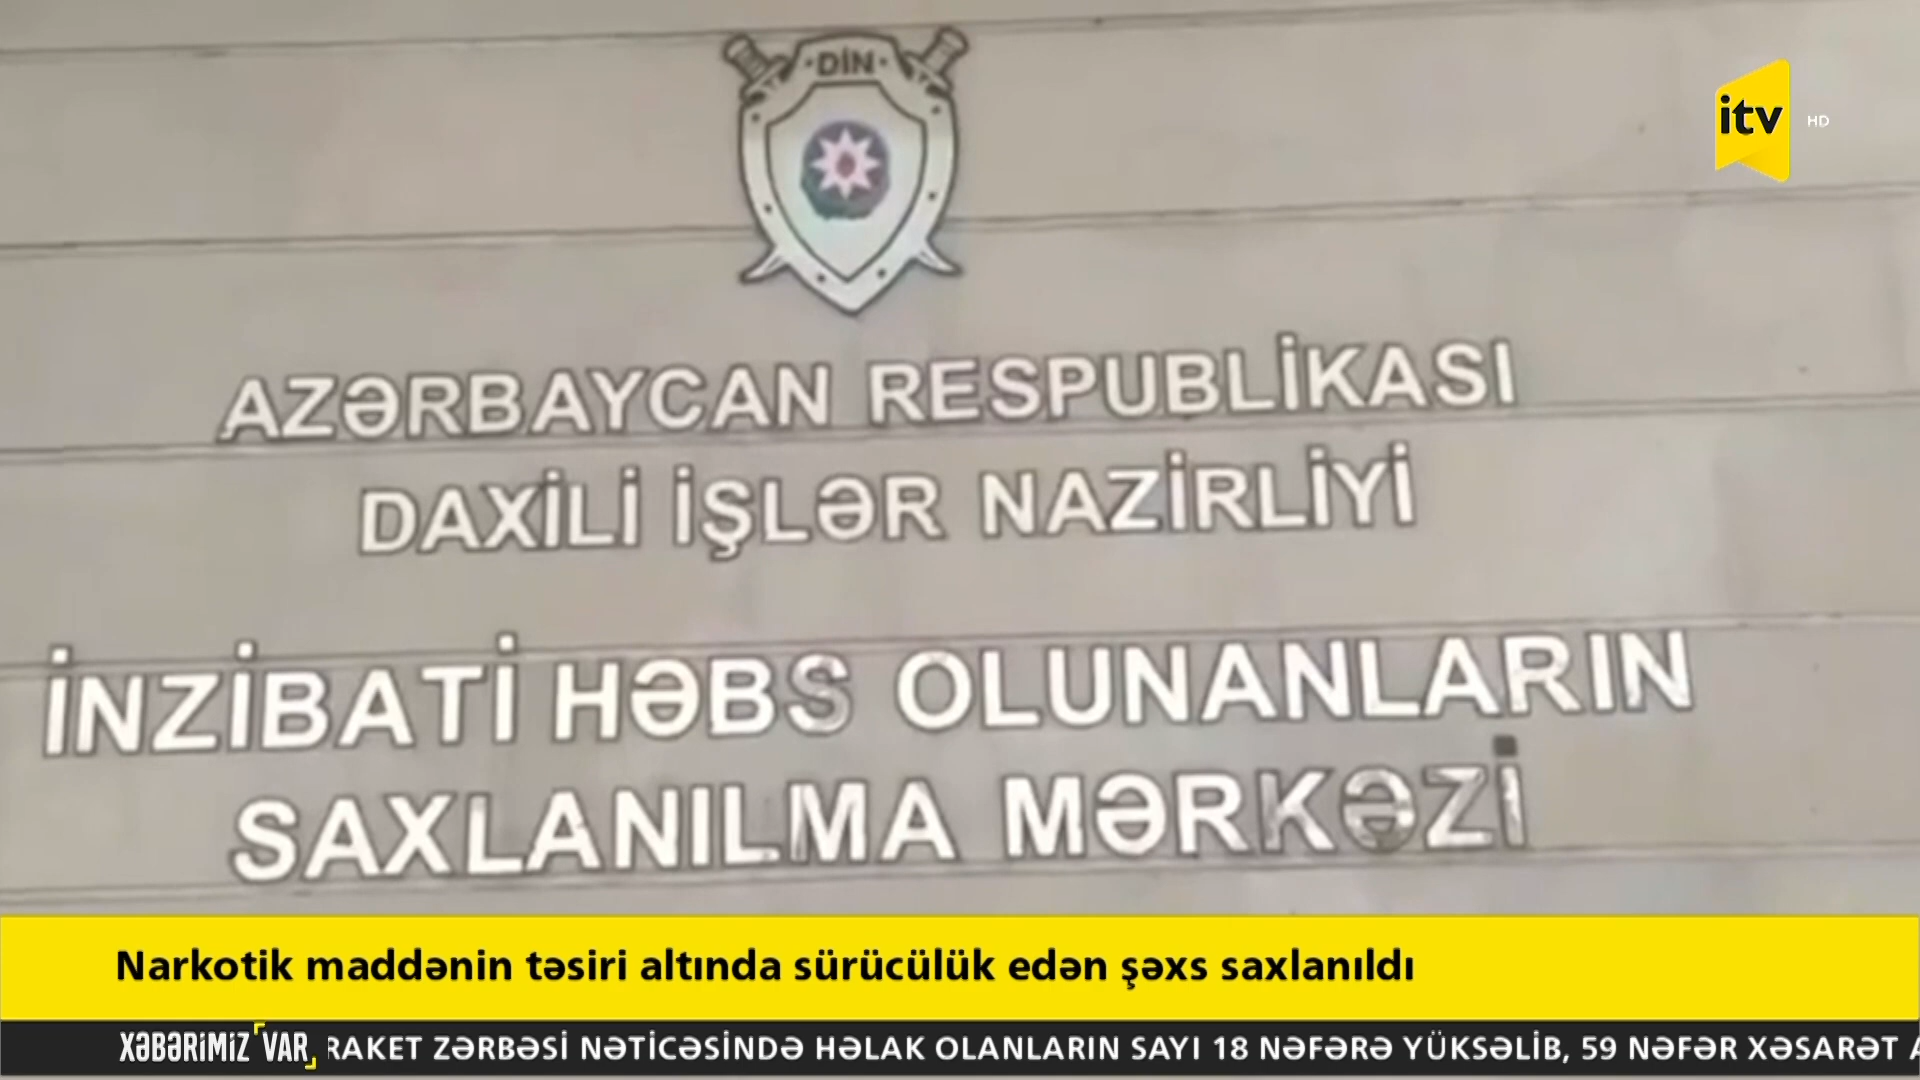 DİN
itv HD
AZƏRBAYCAN RESPUBLİKASI
DAXİLİ İŞLƏR NAZİRLİYİ
İNZİBATİ HƏBS OLUNANLARIN
SAXLANILMA MƏRKƏZİ
Narkotik maddənin təsiri altında sürücülük edən şəxs saxlanıldı
XƏBƏRİMİZ VAR RAKET ZƏRBƏSİ NƏTİCƏSİNDƏ HƏLAK OLANLARIN SAYI 18 NƏFƏRƏ YÜKSƏLİB, 59 NƏFƏR XƏSARƏT